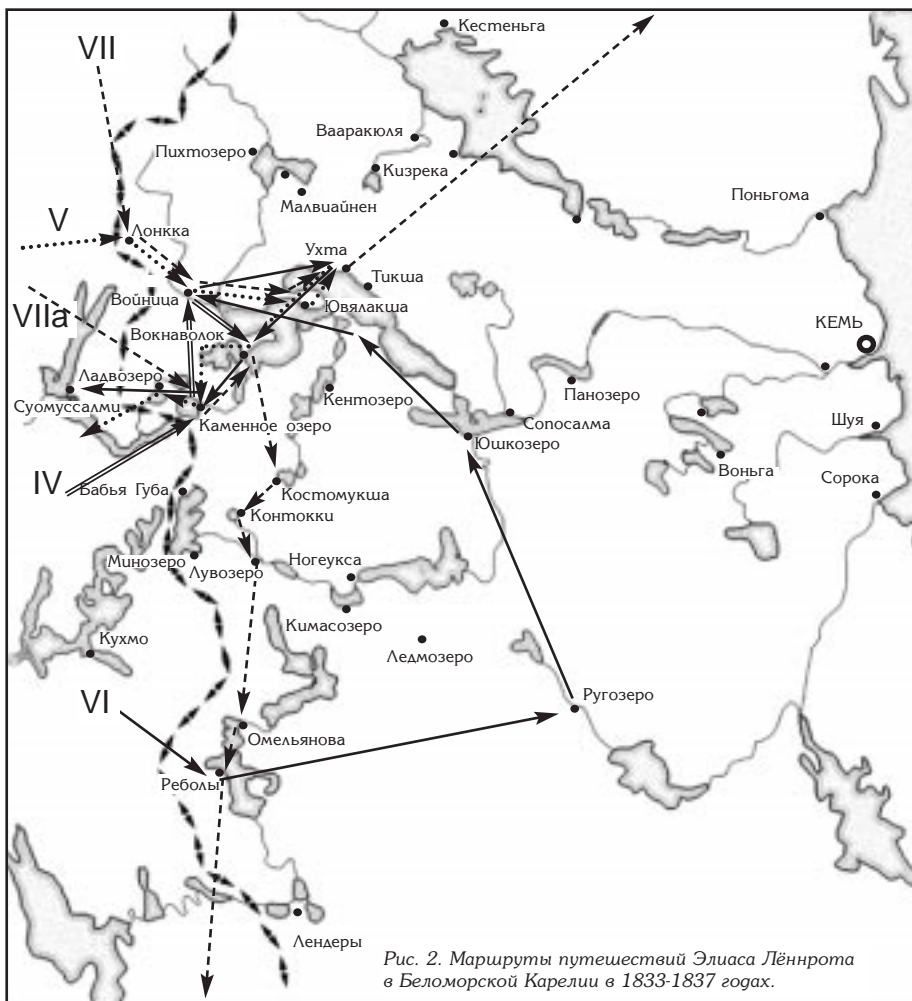 Кестеньга
VII
Вааракюля
Пихтозеро
Кизрека
Малвиайнен
Поньгома
V
Лонкка
Ухта
Тикша
Войница
Ювялакша
VIIa
Вокнаволок
КЕМЬ
Ладвозеро
Суомуссалми
Кентозеро
Панозеро
Каменное озеро
Сопосалма
Юшкозеро
Шуя
Воньга
IV
Бабья Губа
Костомукша
Сорока
Контокки
Минозеро
Лувозеро
Ногеукса
Кимасозеро
Кухмо
Ледмозеро
VI
Ругозеро
Омельянова
Реболы
Лендеры
Рис. 2. Маршруты путешествий Элиаса Лённрота
в Беломорской Карелии в 1833-1837 годах.